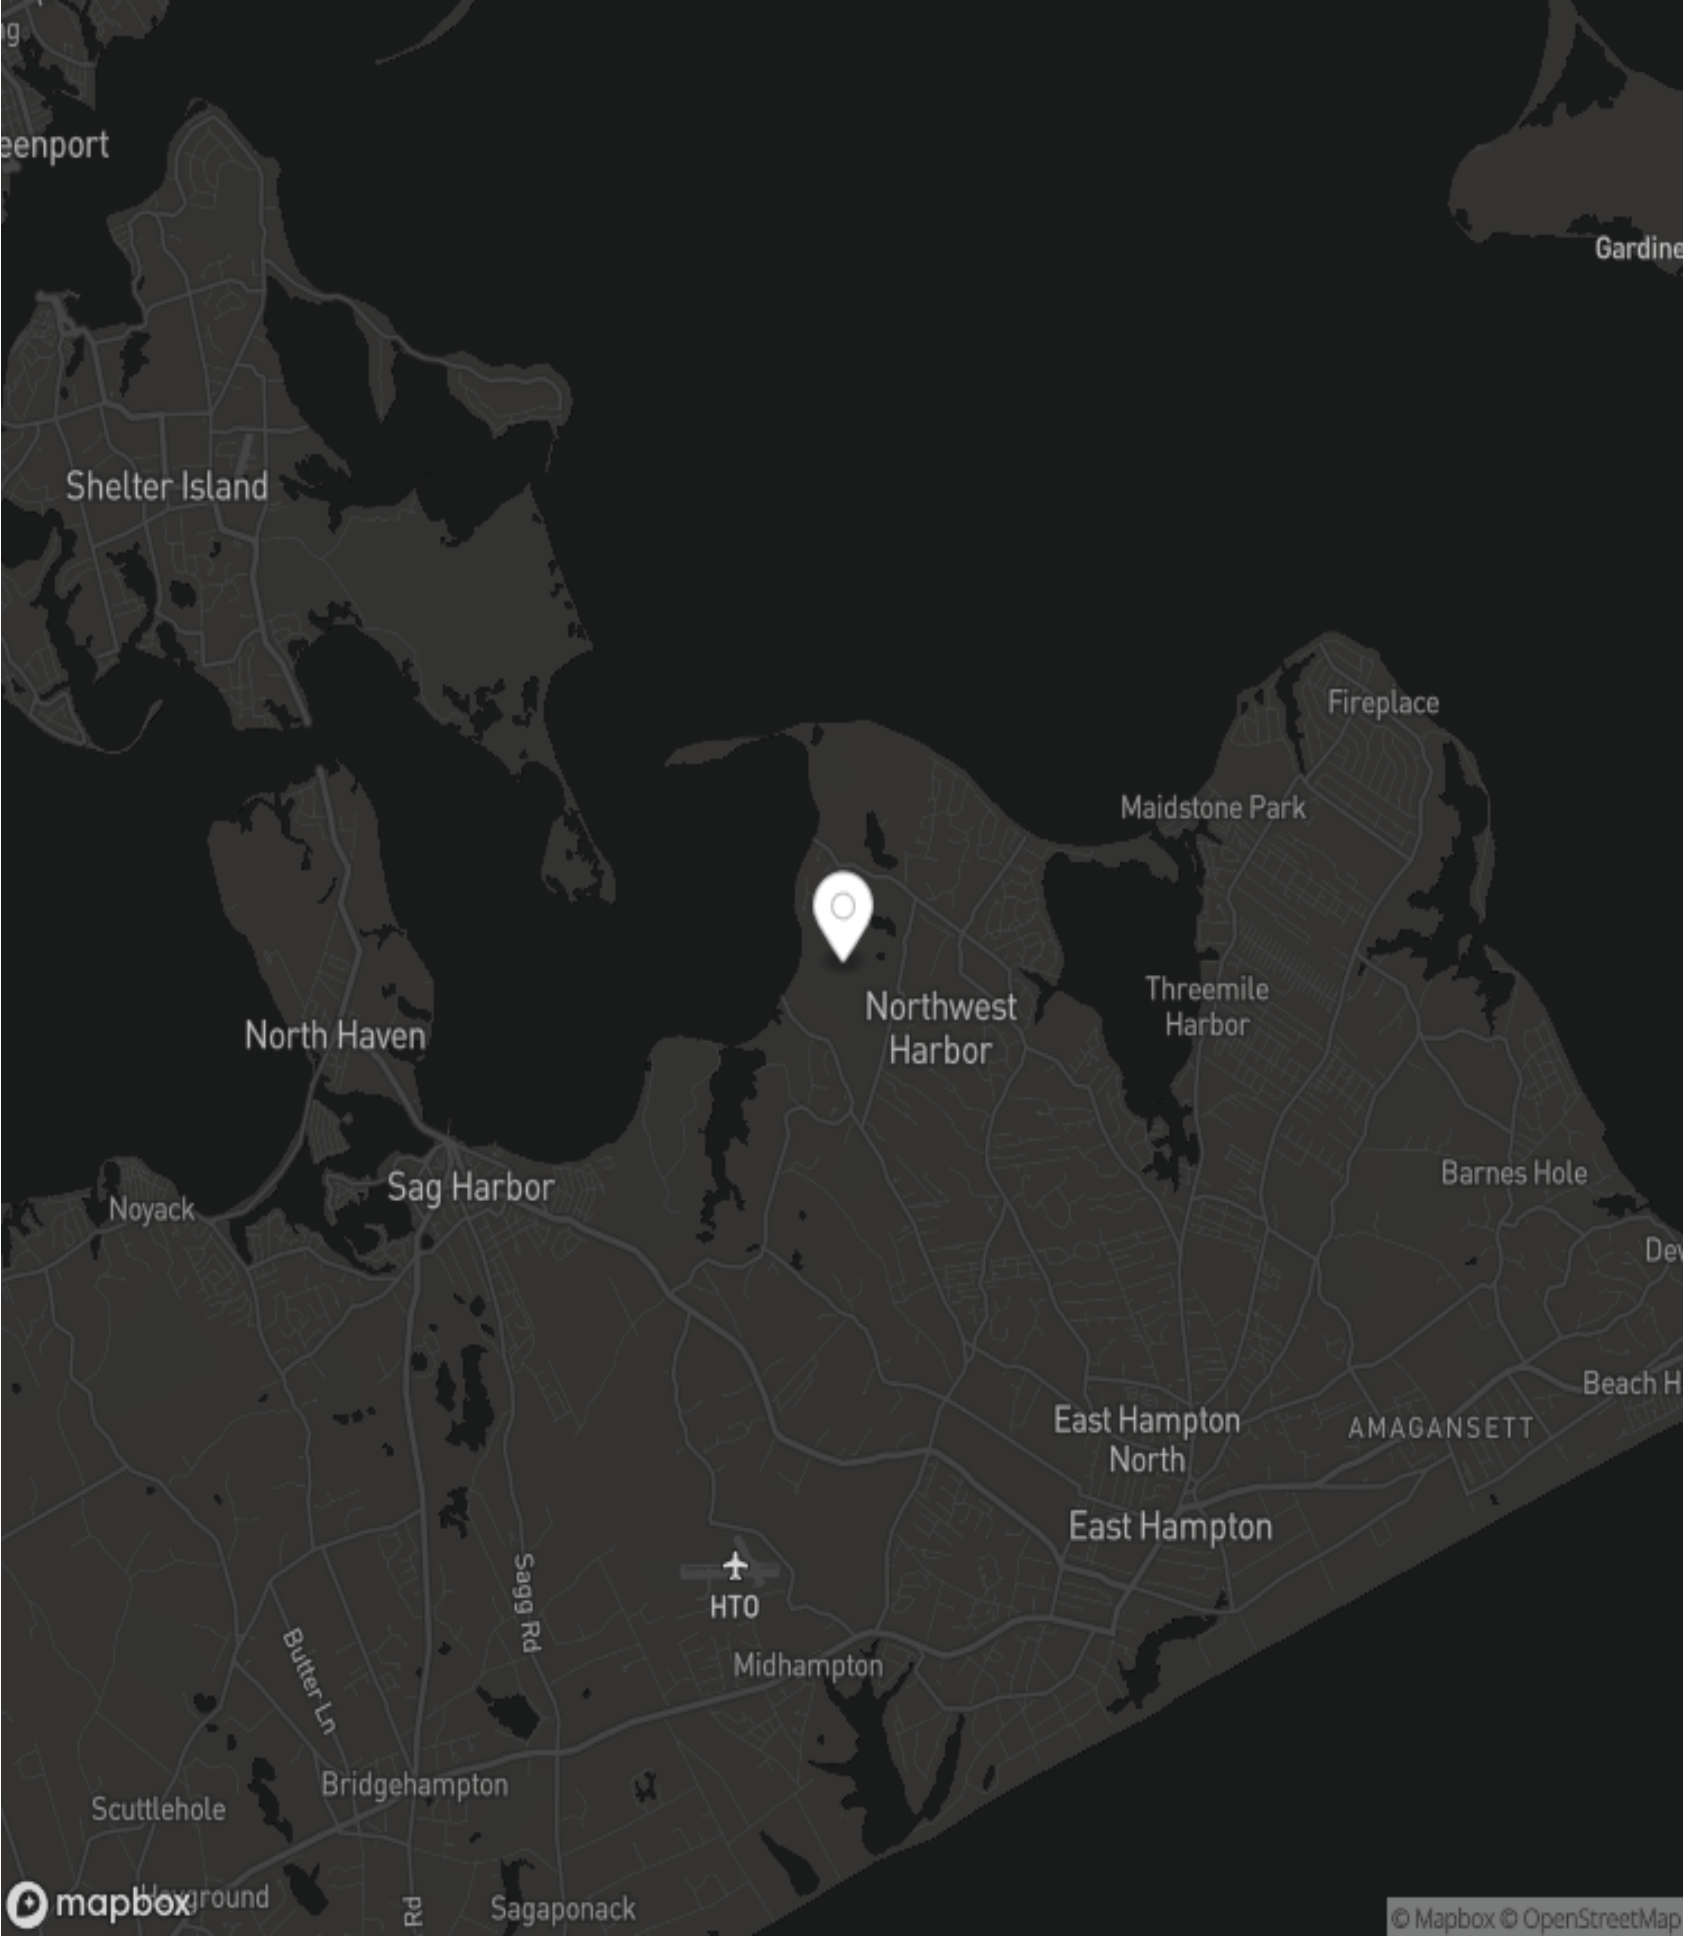 ng
eenport
Gardine
Shelter Island
Fireplace
Maidstone Park
Threemile
Harbor
Northwest
Harbor
North Haven
Barnes Hole
Sag Harbor
Noyack
Dev
Beach H
East Hampton
North
AMAGANSETT
East Hampton
Sagg Rd
HTO
Butter Ln
Midhampton
Bridgehampton
Scuttlehole
mapbox
Hayground
Rd
Sagaponack
© Mapbox © OpenStreetMap